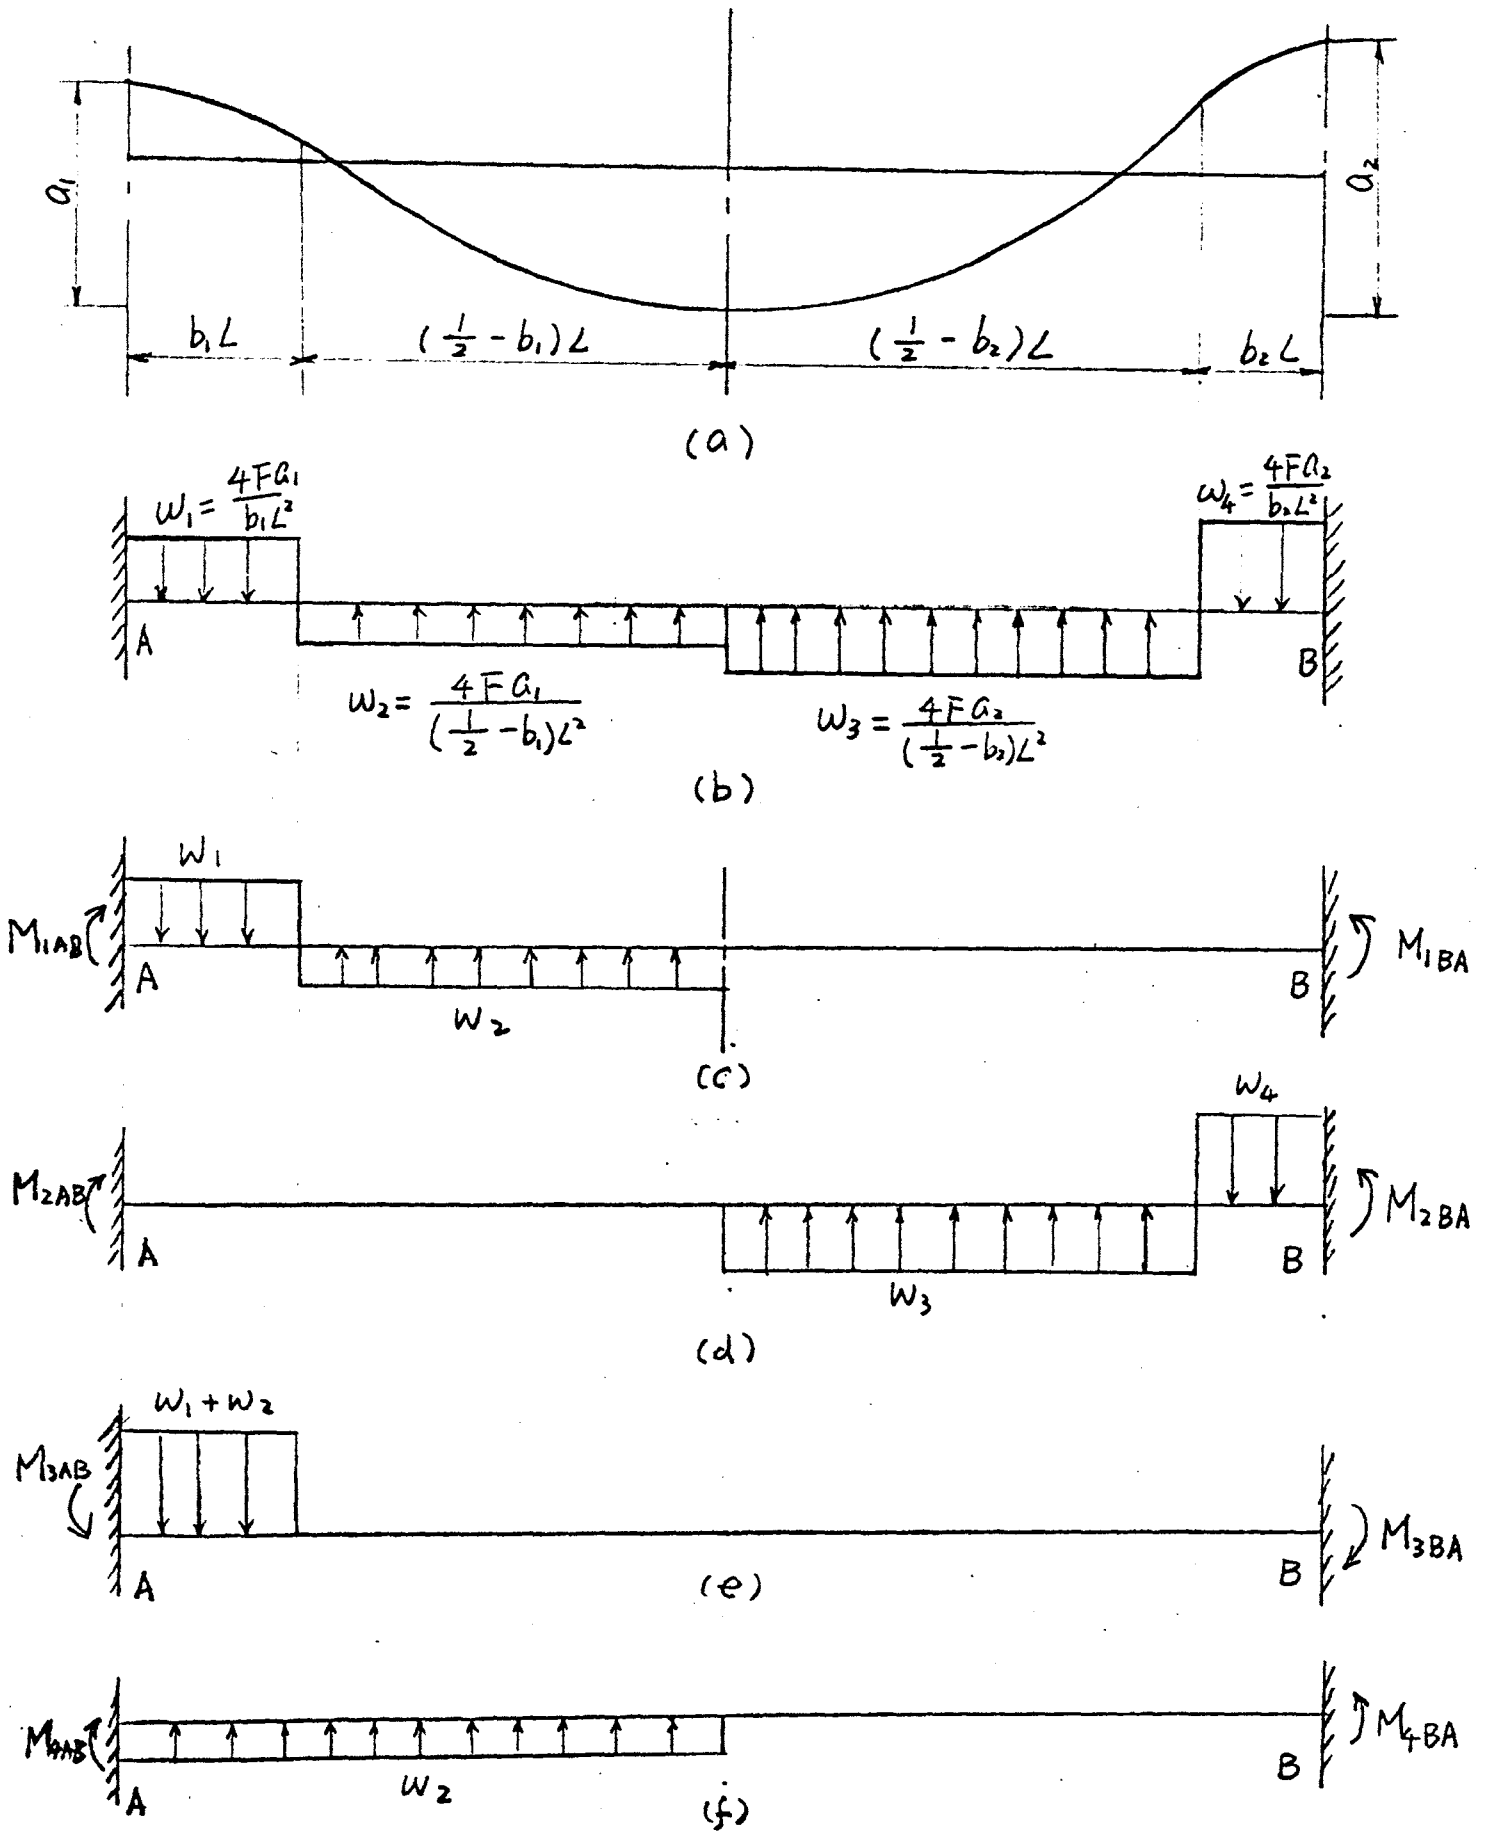 a₁
a₂
b₁L
(1/2 - b₁)L
(1/2 - b₂)L
b₂L
(a)
W₁ = 4Fa₁/b₁L²
W₄ = 4Fa₂/b₂L²
A
B
W₂ = 4Fa₁/(1/2 - b₁)L²
W₃ = 4Fa₂/(1/2 - b₂)L²
(b)
W₁
M₁AB
M₁BA
A
B
W₂
(c)
W₄
M₂AB
M₂BA
A
B
W₃
(d)
W₁ + W₂
M₃AB
M₃BA
A
B
(e)
M₄AB
M₄BA
A
B
W₂
(f)